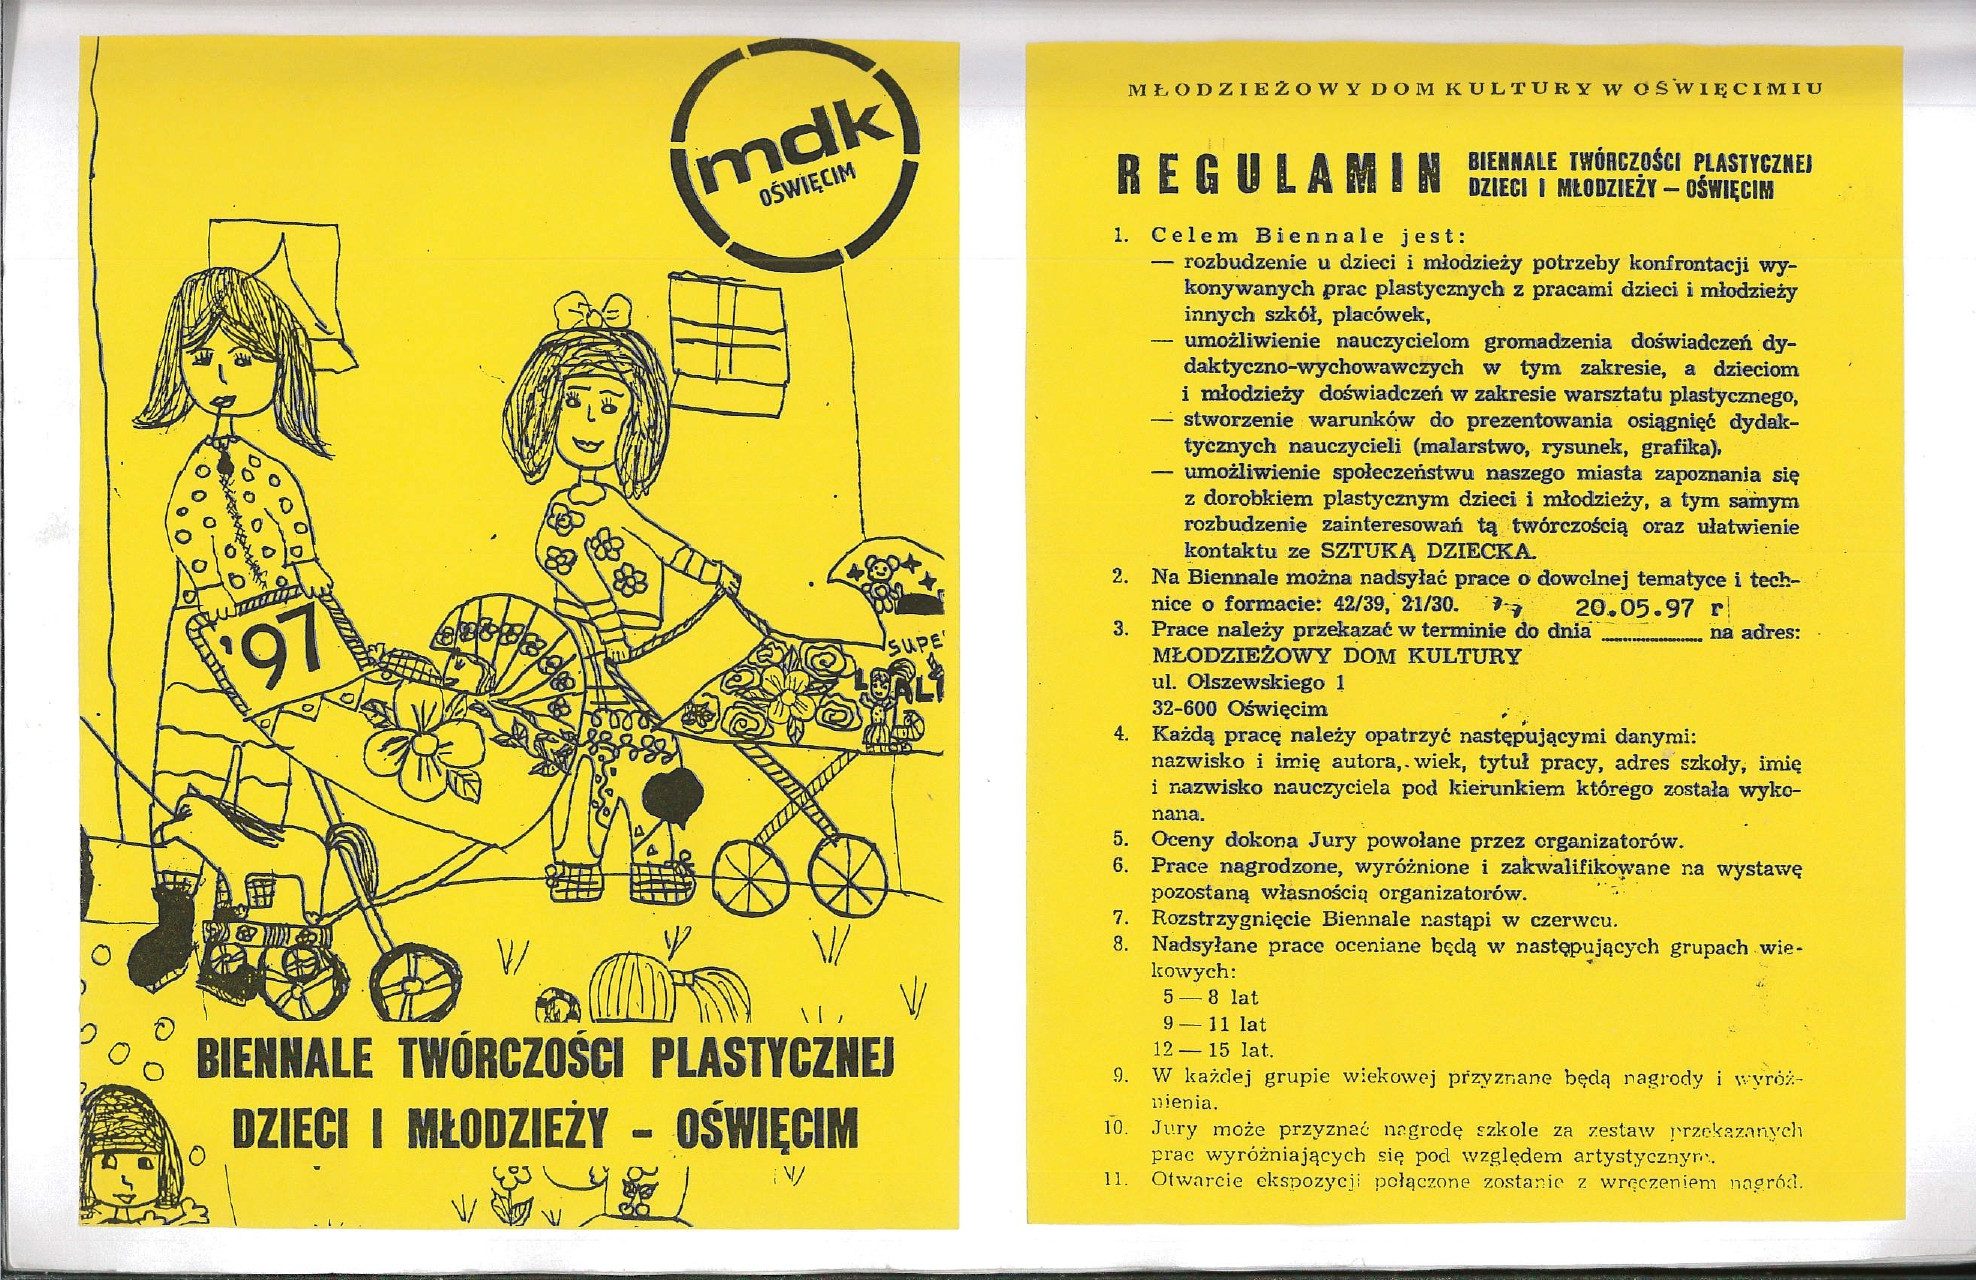 mdk
OŚWIĘCIM
'97
SUPE
BIENNALE TWÓRCZOŚCI PLASTYCZNEJ
DZIECI I MŁODZIEŻY - OŚWIĘCIM
MŁODZIEŻOWY DOM KULTURY W OŚWIĘCIMIU
REGULAMIN BIENNALE TWÓRCZOŚCI PLASTYCZNEJ
DZIECI I MŁODZIEŻY — OŚWIĘCIM
1. Celem Biennale jest:
— rozbudzenie u dzieci i młodzieży potrzeby konfrontacji wy-
konywanych prac plastycznych z pracami dzieci i młodzieży
innych szkół, placówek,
— umożliwienie nauczycielom gromadzenia doświadczeń dy-
daktyczno-wychowawczych w tym zakresie, a dzieciom
i młodzieży doświadczeń w zakresie warsztatu plastycznego,
— stworzenie warunków do prezentowania osiągnięć dydak-
tycznych nauczycieli (malarstwo, rysunek, grafika),
— umożliwienie społeczeństwu naszego miasta zapoznania się
z dorobkiem plastycznym dzieci i młodzieży, a tym samym
rozbudzenie zainteresowań tą twórczością oraz ułatwienie
kontaktu ze SZTUKĄ DZIECKA.
2. Na Biennale można nadsyłać prace o dowolnej tematyce i tech-
nice o formacie: 42/39, 21/30. 20.05.97 r
3. Prace należy przekazać w terminie do dnia .................... na adres:
MŁODZIEŻOWY DOM KULTURY
ul. Olszewskiego 1
32-600 Oświęcim
4. Każdą pracę należy opatrzyć następującymi danymi:
nazwisko i imię autora, wiek, tytuł pracy, adres szkoły, imię
i nazwisko nauczyciela pod kierunkiem którego została wyko-
nana.
5. Oceny dokona Jury powołane przez organizatorów.
6. Prace nagrodzone, wyróżnione i zakwalifikowane na wystawę
pozostaną własnością organizatorów.
7. Rozstrzygnięcie Biennale nastąpi w czerwcu.
8. Nadsyłane prace oceniane będą w następujących grupach wie-
kowych:
5 — 8 lat
9 — 11 lat
12 — 15 lat.
9. W każdej grupie wiekowej przyznane będą nagrody i wyróż-
nienia.
10. Jury może przyznać nagrodę szkole za zestaw przekazanych
prac wyróżniających się pod względem artystycznym.
11. Otwarcie ekspozycji połączone zostanie z wręczeniem nagród.